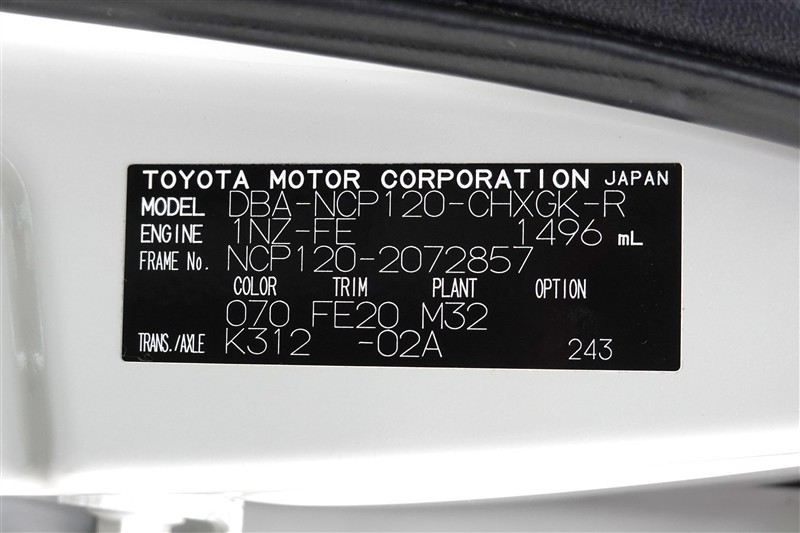 TOYOTA MOTOR CORPORATION JAPAN
MODEL DBA-NCP120-CHXGK-R
ENGINE 1NZ-FE 1496 mL
FRAME No. NCP120-2072857
COLOR TRIM PLANT OPTION
070 FE20 M32
TRANS./AXLE K312 -02A 243